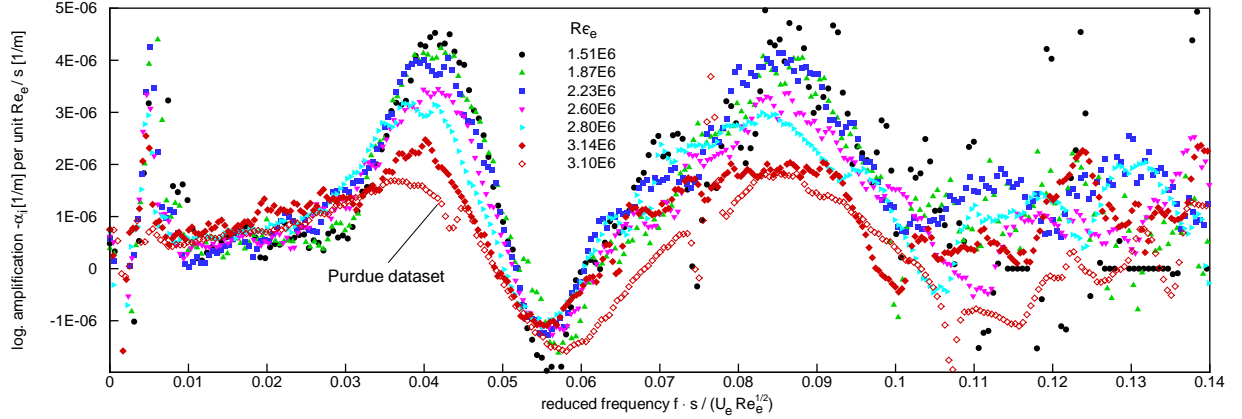 log. amplification -αᵢ [1/m] per unit Reₑ / s [1/m]
5E-06
4E-06
3E-06
2E-06
1E-06
0
-1E-06
Reₑ
1.51E6
1.87E6
2.23E6
2.60E6
2.80E6
3.14E6
3.10E6
Purdue dataset
0 0.01 0.02 0.03 0.04 0.05 0.06 0.07 0.08 0.09 0.1 0.11 0.12 0.13 0.14
reduced frequency f · s / (Uₑ Reₑ^1/2)